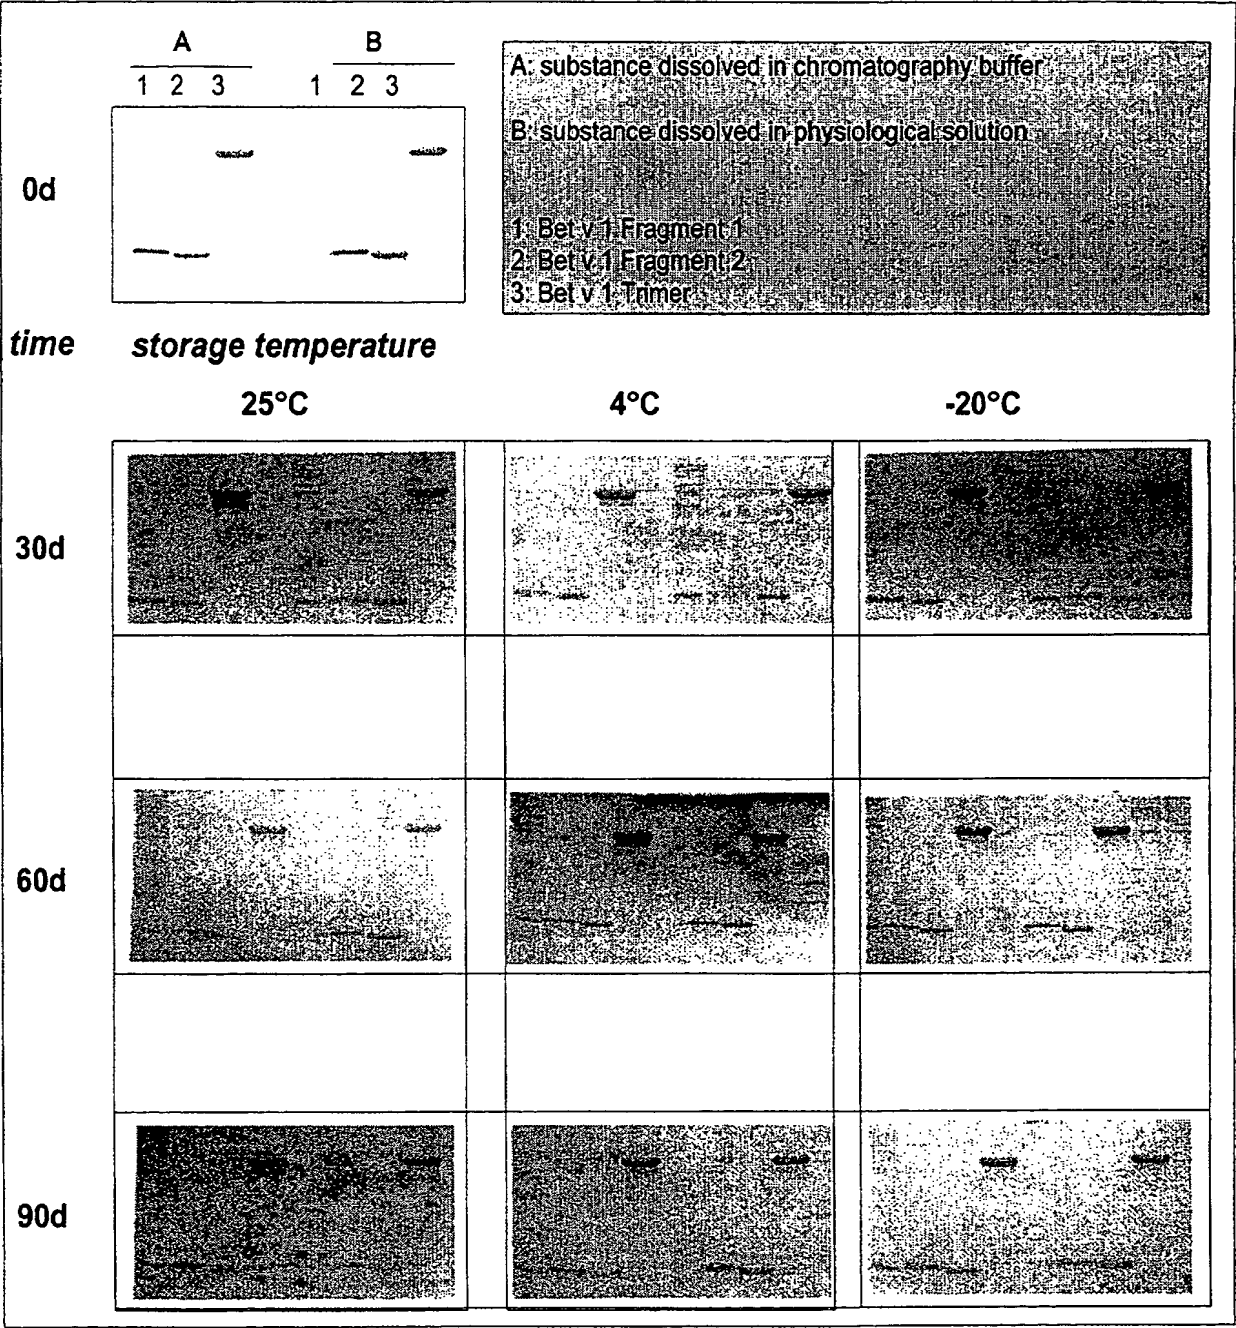 A B
1 2 3 1 2 3
0d
A: substance dissolved in chromatography buffer
B: substance dissolved in physiological solution
1: Bet v 1 Fragment 1
2: Bet v 1 Fragment 2
3: Bet v 1 Trimer
time storage temperature
25°C 4°C -20°C
30d
60d
90d